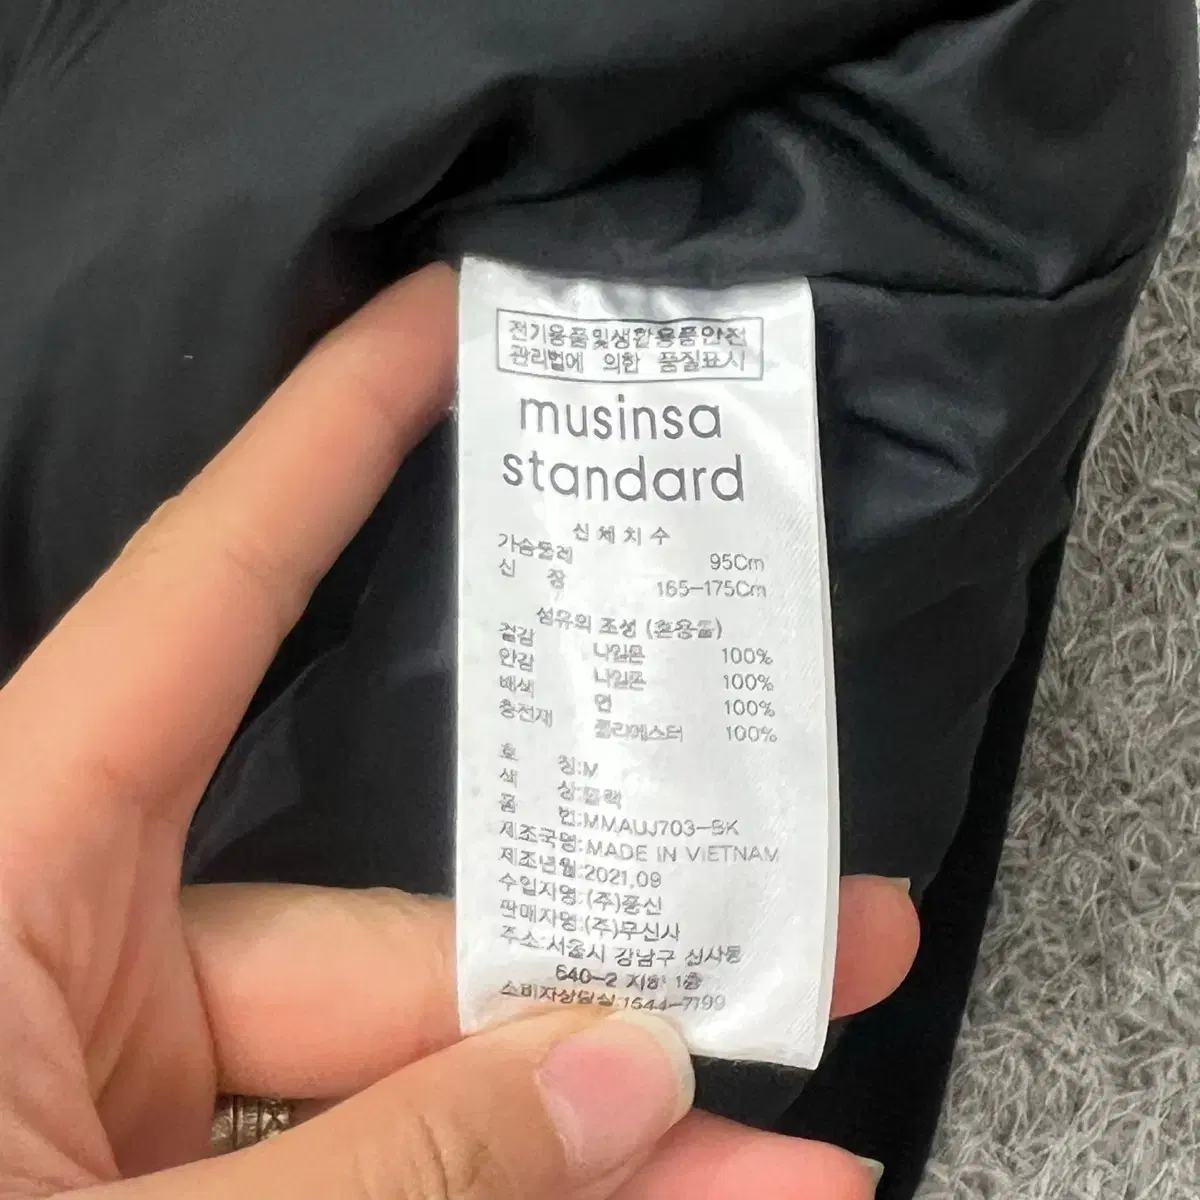 전기용품및생활용품안전
관리법에 의한 품질표시
musinsa
standard
신체치수
가슴둘레 95Cm
신 장 165-175Cm
섬유의 조성 (혼용율)
겉감 나일론 100%
안감 나일론 100%
배색 면 100%
충전재 폴리에스터 100%
호 칭:M
색 상:블랙
품 번:MMAUJ703-BK
제조국명:MADE IN VIETNAM
제조년월:2021.09
수입자명:(주)풍신
판매자명:(주)무신사
주소:서울시 강남구 신사동
640-2 지하 1층
소비자상담실:1544-7199